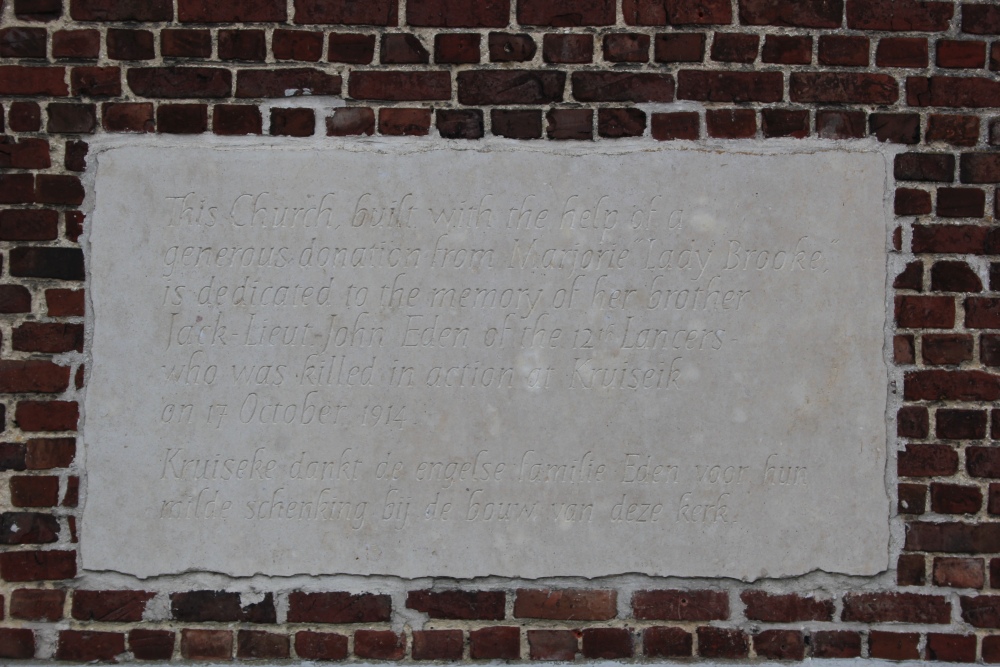 This Church, built with the help of a
generous donation from Marjorie "Lady Brooke",
is dedicated to the memory of her brother
Jack-Lieut-John Eden of the 12th Lancers-
who was killed in action at Kruiseik
on 17 October, 1914.
Kruiseke dankt de engelse familie Eden voor hun
milde schenking bij de bouw van deze kerk.